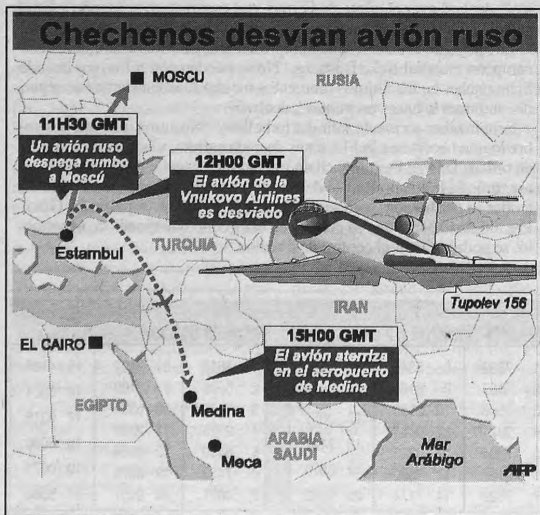 Chechenos desvían avión ruso
MOSCU
RUSIA
11H30 GMT
Un avión ruso
despega rumbo
a Moscú
12H00 GMT
El avión de la
Vnukovo Airlines
es desviado
Estambul
TURQUIA
IRAN
Tupolev 156
EL CAIRO
15H00 GMT
El avión aterriza
en el aeropuerto
de Medina
EGIPTO
Medina
Meca
ARABIA
SAUDI
Mar
Arábigo
AFP